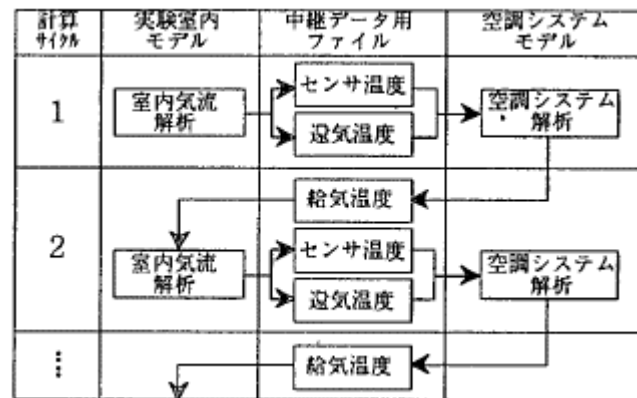 計算
サイクル
実験室内
モデル
中継データ用
ファイル
空調システム
モデル
1
室内気流
解析
センサ温度
還気温度
空調システム
解析
給気温度
2
室内気流
解析
センサ温度
還気温度
空調システム
解析
⋮
給気温度